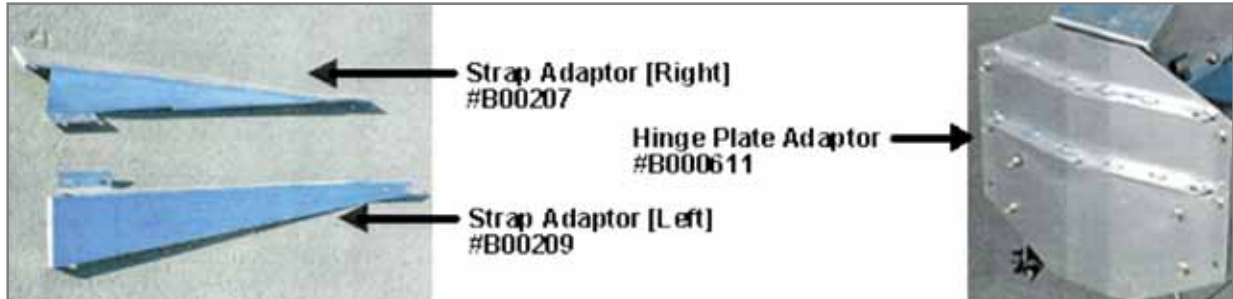 Strap Adaptor [Right]
#B00207
Hinge Plate Adaptor
#B000611
Strap Adaptor [Left]
#B00209